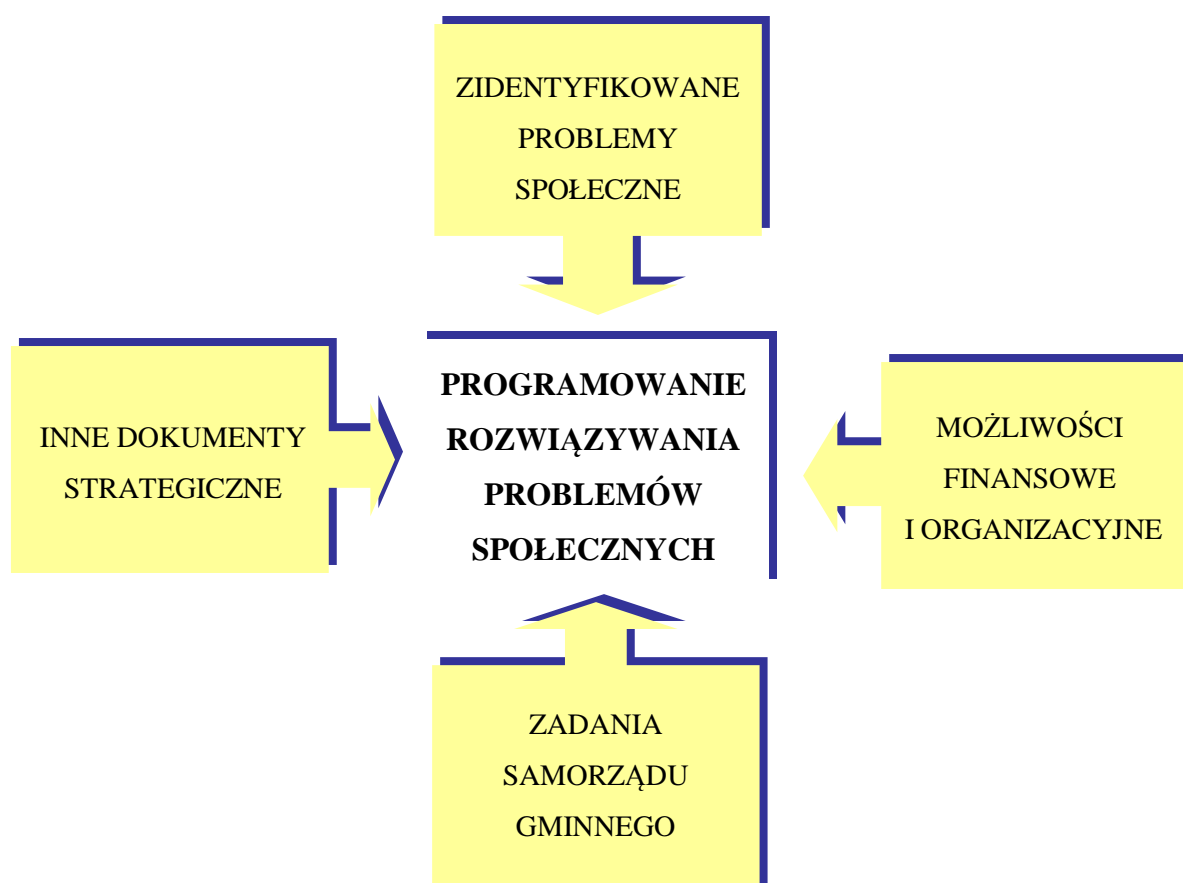 ZIDENTYFIKOWANE
PROBLEMY
SPOŁECZNE
INNE DOKUMENTY
STRATEGICZNE
PROGRAMOWANIE
ROZWIĄZYWANIA
PROBLEMÓW
SPOŁECZNYCH
MOŻLIWOŚCI
FINANSOWE
I ORGANIZACYJNE
ZADANIA
SAMORZĄDU
GMINNEGO